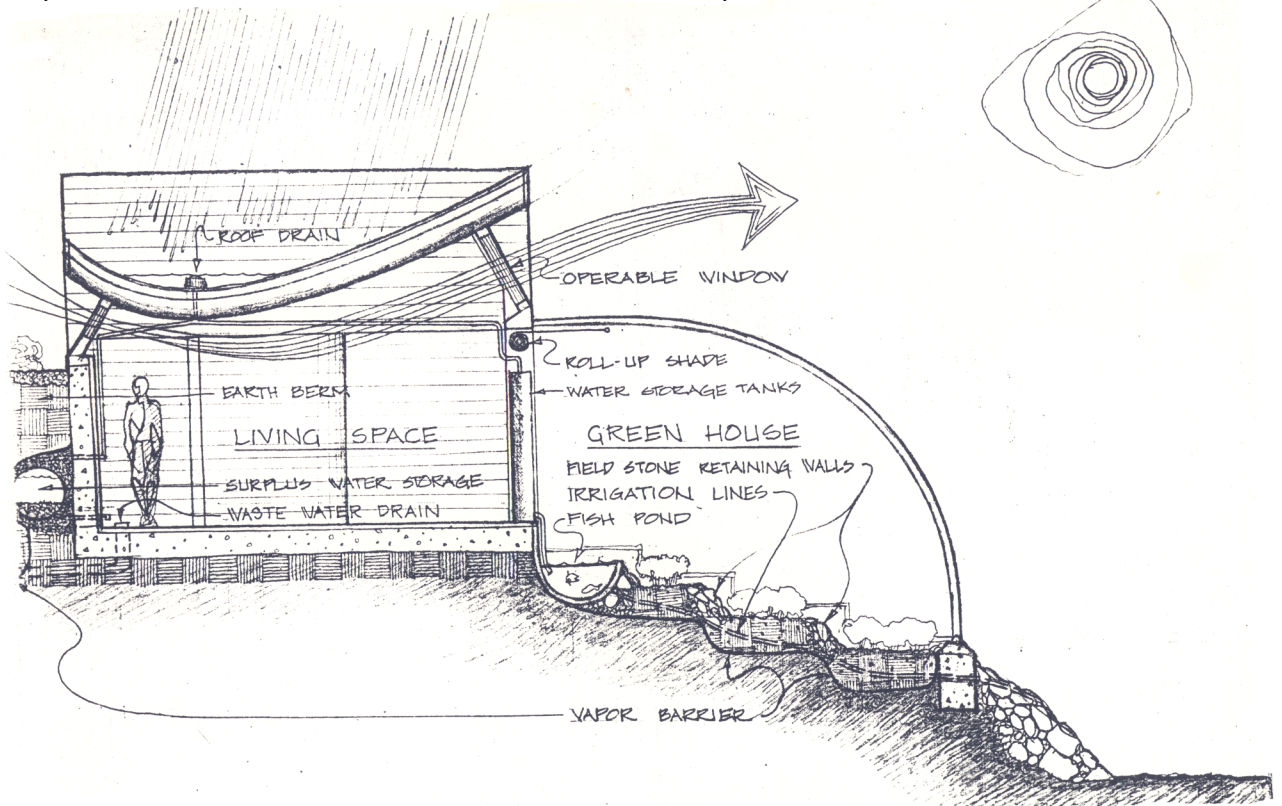 ROOF DRAIN
OPERABLE WINDOW
ROLL-UP SHADE
EARTH BERM
WATER STORAGE TANKS
LIVING SPACE
GREEN HOUSE
FIELD STONE RETAINING WALLS
SURPLUS WATER STORAGE
IRRIGATION LINES
WASTE WATER DRAIN
FISH POND
VAPOR BARRIER